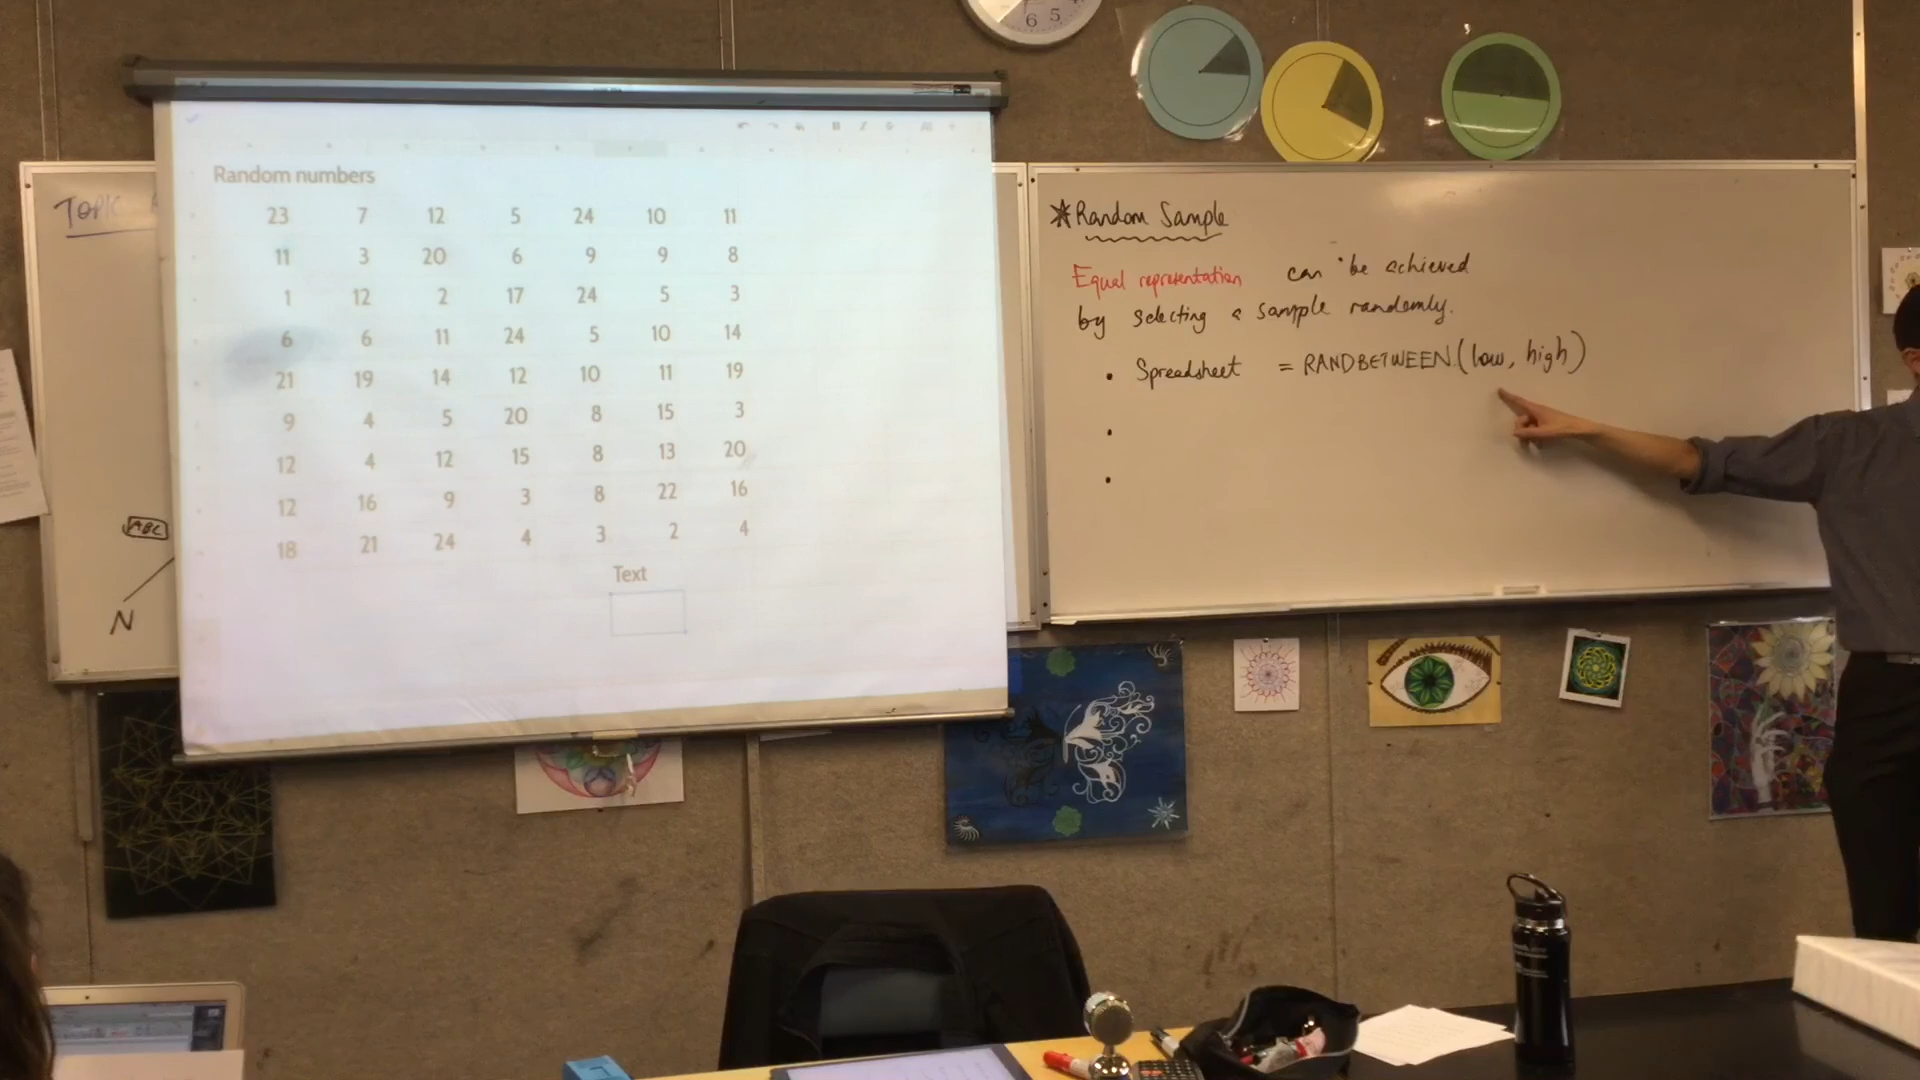 6 5
TOPIC
Random numbers
23 7 12 5 24 10 11
11 3 20 6 9 9 8
1 12 2 17 24 5 3
6 6 11 24 5 10 14
21 19 14 12 10 11 19
9 4 5 20 8 15 3
12 4 12 15 8 13 20
12 16 9 3 8 22 16
18 21 24 4 3 2 4
Text
ABC
N
*Random Sample
Equal representation can be achieved
by selecting a sample randomly.
• Spreadsheet = RANDBETWEEN(low, high)
•
•